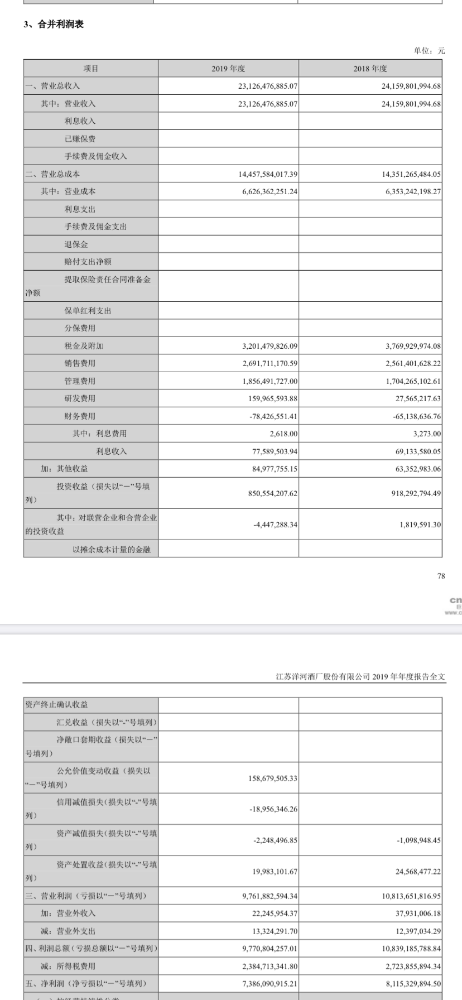 3、合并利润表
单位：元
项目 2019 年度 2018 年度
一、营业总收入 23,126,476,885.07 24,159,801,994.68
其中：营业收入 23,126,476,885.07 24,159,801,994.68
利息收入
已赚保费
手续费及佣金收入
二、营业总成本 14,457,584,017.39 14,351,265,484.05
其中：营业成本 6,626,362,251.24 6,353,242,198.27
利息支出
手续费及佣金支出
退保金
赔付支出净额
提取保险责任合同准备金
净额
保单红利支出
分保费用
税金及附加 3,201,479,826.09 3,769,929,974.08
销售费用 2,691,711,170.59 2,561,401,628.22
管理费用 1,856,491,727.00 1,704,265,102.61
研发费用 159,965,593.88 27,565,217.63
财务费用 -78,426,551.41 -65,138,636.76
其中：利息费用 2,618.00 3,273.00
利息收入 77,589,503.94 69,133,580.05
加：其他收益 84,977,755.15 63,352,983.06
投资收益（损失以“－”号填
列） 850,554,207.62 918,292,794.49
其中：对联营企业和合营企业
的投资收益 -4,447,288.34 1,819,591.30
以摊余成本计量的金融
78
cn
巨
www.c
江苏洋河酒厂股份有限公司 2019 年年度报告全文
资产终止确认收益
汇兑收益（损失以“-”号填列）
净敞口套期收益（损失以“－”
号填列）
公允价值变动收益（损失以
“－”号填列） 158,679,505.33
信用减值损失（损失以“-”号填
列） -18,956,346.26
资产减值损失（损失以“-”号填
列） -2,248,496.85 -1,098,948.45
资产处置收益（损失以“-”号填
列） 19,983,101.67 24,568,477.22
三、营业利润（亏损以“－”号填列） 9,761,882,594.34 10,813,651,816.95
加：营业外收入 22,245,954.37 37,931,006.18
减：营业外支出 13,324,291.70 12,397,034.29
四、利润总额（亏损总额以“－”号填列） 9,770,804,257.01 10,839,185,788.84
减：所得税费用 2,384,713,341.80 2,723,855,894.34
五、净利润（净亏损以“－”号填列） 7,386,090,915.21 8,115,329,894.50